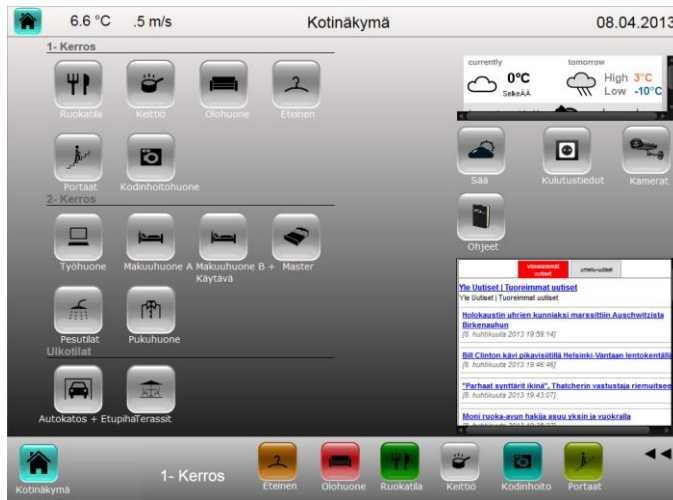 6.6 °C .5 m/s Kotinäkymä 08.04.2013
1- Kerros
Ruokatila Keittiö Olohuone Eteinen
Portaat Kodinhoitohuone
2- Kerros
Työhuone Makuuhuone A Makuuhuone B + Master
Käytävä
Pesutilat Pukuhuone
Ulkotilat
Autokatos + Etupiha Terassit
currently tomorrow
0°C High 3°C
SekeÄÄ Low -10°C
Sää Kulutustiedot Kamerat
Ohjeet
viimeisimmät urheilu-uutiset
uutiset
Yle Uutiset | Tuoreimmat uutiset
Yle Uutiset | Tuoreimmat uutiset
Holokaustin uhrien kunniaksi marssittiin Auschwitzista
Birkenauhun
[8. huhtikuuta 2013 19:59:14]
Bill Clinton kävi pikavisiitillä Helsinki-Vantaan lentokentällä
[8. huhtikuuta 2013 19:46:46]
"Parhaat synttärit ikinä", Thatcherin vastustaja riemuitsee
[8. huhtikuuta 2013 19:43:07]
Moni ruoka-avun hakija asuu yksin ja vuokralla
Kotinäkymä 1- Kerros Eteinen Olohuone Ruokatila Keittiö Kodinhoito Portaat